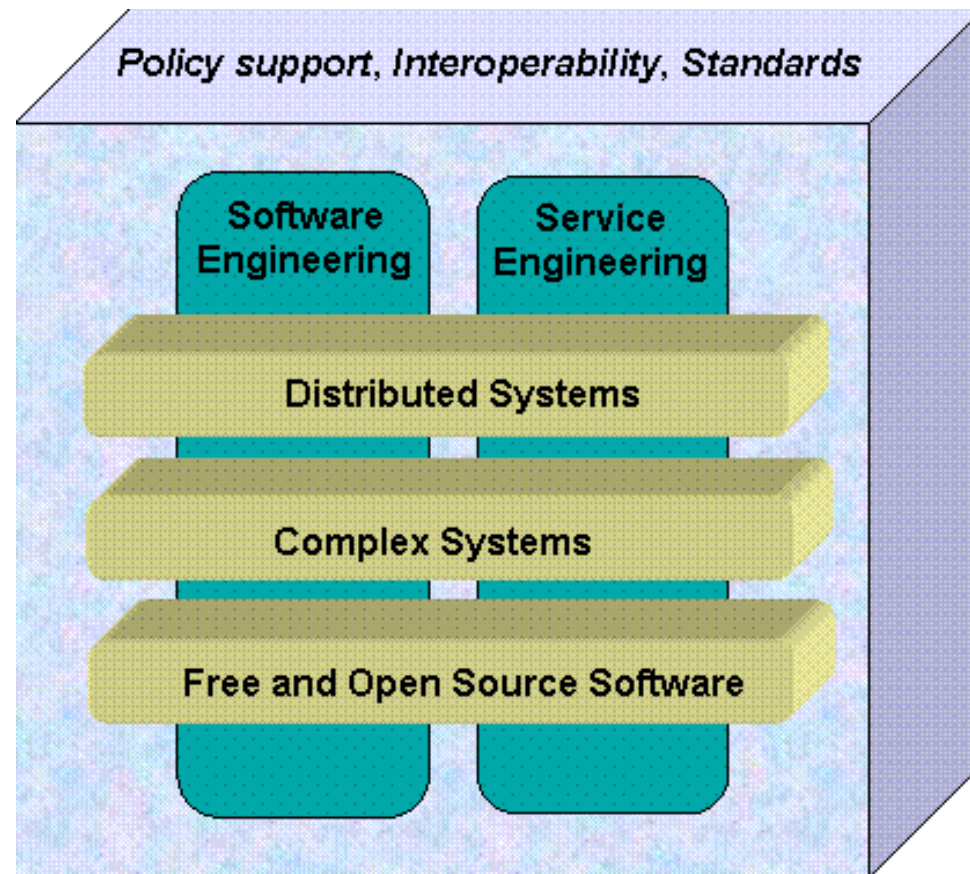 Policy support, Interoperability, Standards
Software
Engineering
Service
Engineering
Distributed Systems
Complex Systems
Free and Open Source Software